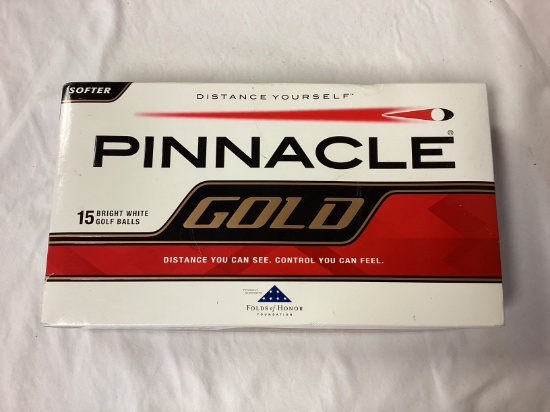 SOFTER
DISTANCE YOURSELF™
PINNACLE®
GOLD
15 BRIGHT WHITE
GOLF BALLS
DISTANCE YOU CAN SEE. CONTROL YOU CAN FEEL.
FOLDS of HONOR
FOUNDATION